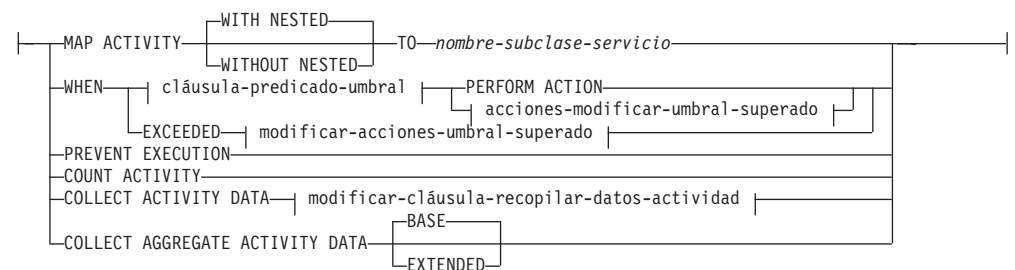 WITH NESTED
MAP ACTIVITY TO nombre-subclase-servicio
WITHOUT NESTED
WHEN cláusula-predicado-umbral PERFORM ACTION
acciones-modificar-umbral-superado
EXCEEDED modificar-acciones-umbral-superado
PREVENT EXECUTION
COUNT ACTIVITY
COLLECT ACTIVITY DATA modificar-cláusula-recopilar-datos-actividad
BASE
COLLECT AGGREGATE ACTIVITY DATA
EXTENDED